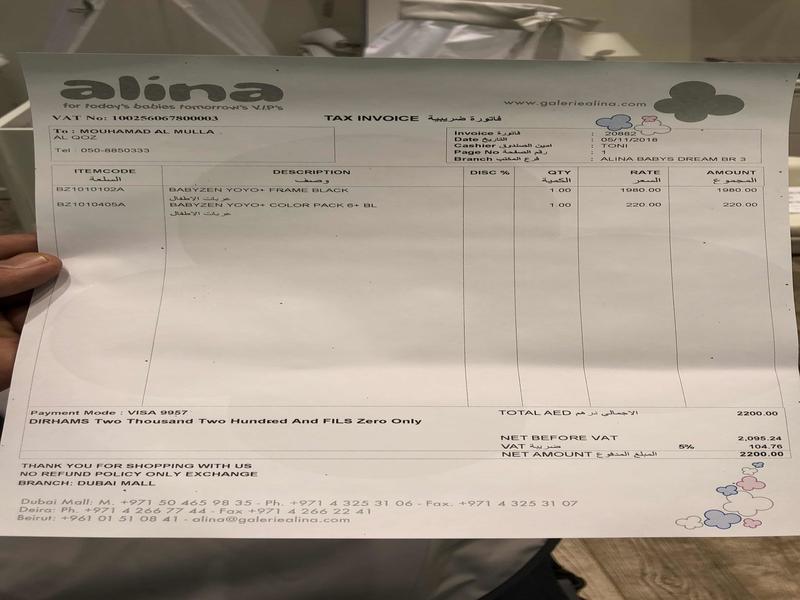 alina
for today's babies tomorrow's V.I.P's
www.galeriealina.com
VAT No: 100256067800003
TAX INVOICE فاتورة ضريبية
To : MOUHAMAD AL MULLA
AL QOZ
Tel : 050-8850333
Invoice فاتورة : 20882
Date التاريخ : 05/11/2018
Cashier امين الصندوق : TONI
Page No رقم الصفحة : 1
Branch فرع المكتب : ALINA BABYS DREAM BR 3
ITEMCODE DESCRIPTION DISC % QTY RATE AMOUNT
السلعة وصف الكمية السعر المجموع
BZ1010102A BABYZEN YOYO+ FRAME BLACK 1.00 1980.00 1980.00
عربات الاطفال
BZ1010405A BABYZEN YOYO+ COLOR PACK 6+ BL 1.00 220.00 220.00
عربات الاطفال
Payment Mode : VISA 9957
TOTAL AED الاجمالي درهم 2200.00
DIRHAMS Two Thousand Two Hundred And FILS Zero Only
NET BEFORE VAT 2,095.24
VAT ضريبة 5% 104.76
NET AMOUNT المبلغ المدفوع 2200.00
THANK YOU FOR SHOPPING WITH US
NO REFUND POLICY ONLY EXCHANGE
BRANCH: DUBAI MALL
Dubai Mall: M. +971 50 465 98 35 - Ph. +971 4 325 31 06 - Fax. +971 4 325 31 07
Deira: Ph. +971 4 266 77 44 - Fax +971 4 266 22 41
Beirut: +961 01 51 08 41 - alina@galeriealina.com